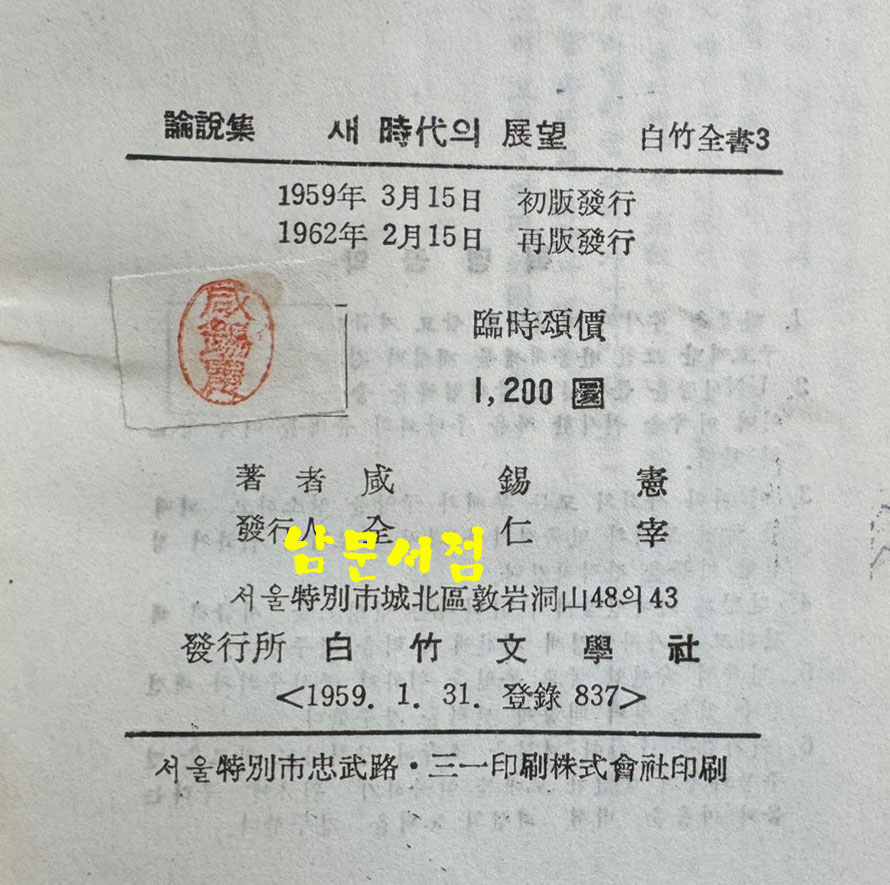 論說集 새 時代의 展望 白竹全書3
1959年 3月15日 初版發行
1962年 2月15日 再版發行
咸錫憲
臨時頌價
1,200 圜
著者 咸錫憲
發行人 全仁宰
남문서점
서울特別市城北區敦岩洞山48의43
發行所 白竹文學社
<1959. 1. 31. 登錄 837>
서울特別市忠武路·三一印刷株式會社印刷